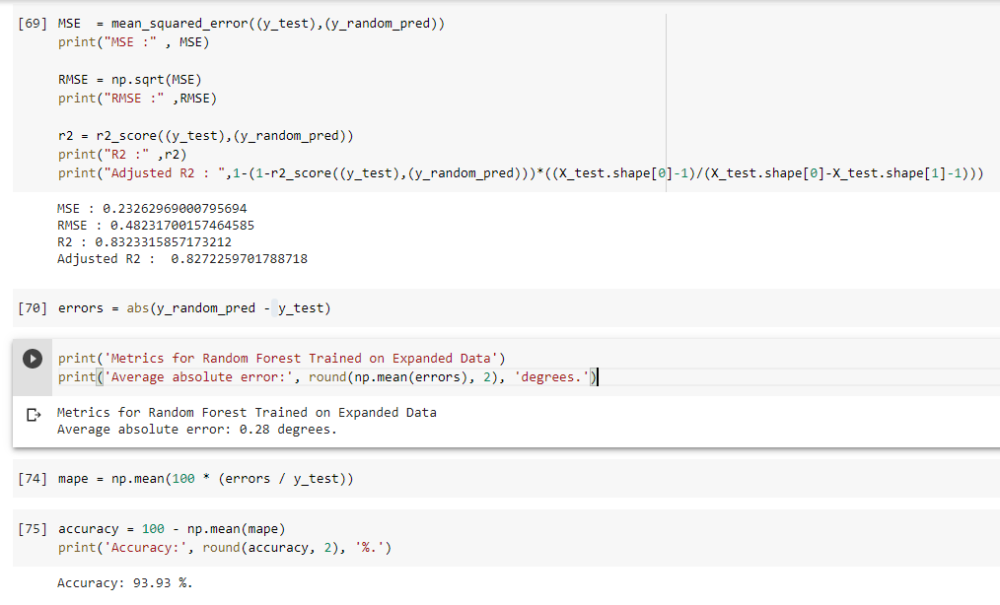 [69] MSE  = mean_squared_error((y_test),(y_random_pred))
print("MSE :" , MSE)
RMSE = np.sqrt(MSE)
print("RMSE :" ,RMSE)
r2 = r2_score((y_test),(y_random_pred))
print("R2 :" ,r2)
print("Adjusted R2 : ",1-(1-r2_score((y_test),(y_random_pred)))*((X_test.shape[0]-1)/(X_test.shape[0]-X_test.shape[1]-1)))
MSE : 0.23262969000795694
RMSE : 0.48231700157464585
R2 : 0.8323315857173212
Adjusted R2 :  0.8272259701788718
[70] errors = abs(y_random_pred - y_test)
print('Metrics for Random Forest Trained on Expanded Data')
print('Average absolute error:', round(np.mean(errors), 2), 'degrees.')
Metrics for Random Forest Trained on Expanded Data
Average absolute error: 0.28 degrees.
[74] mape = np.mean(100 * (errors / y_test))
[75] accuracy = 100 - np.mean(mape)
print('Accuracy:', round(accuracy, 2), '%.')
Accuracy: 93.93 %.